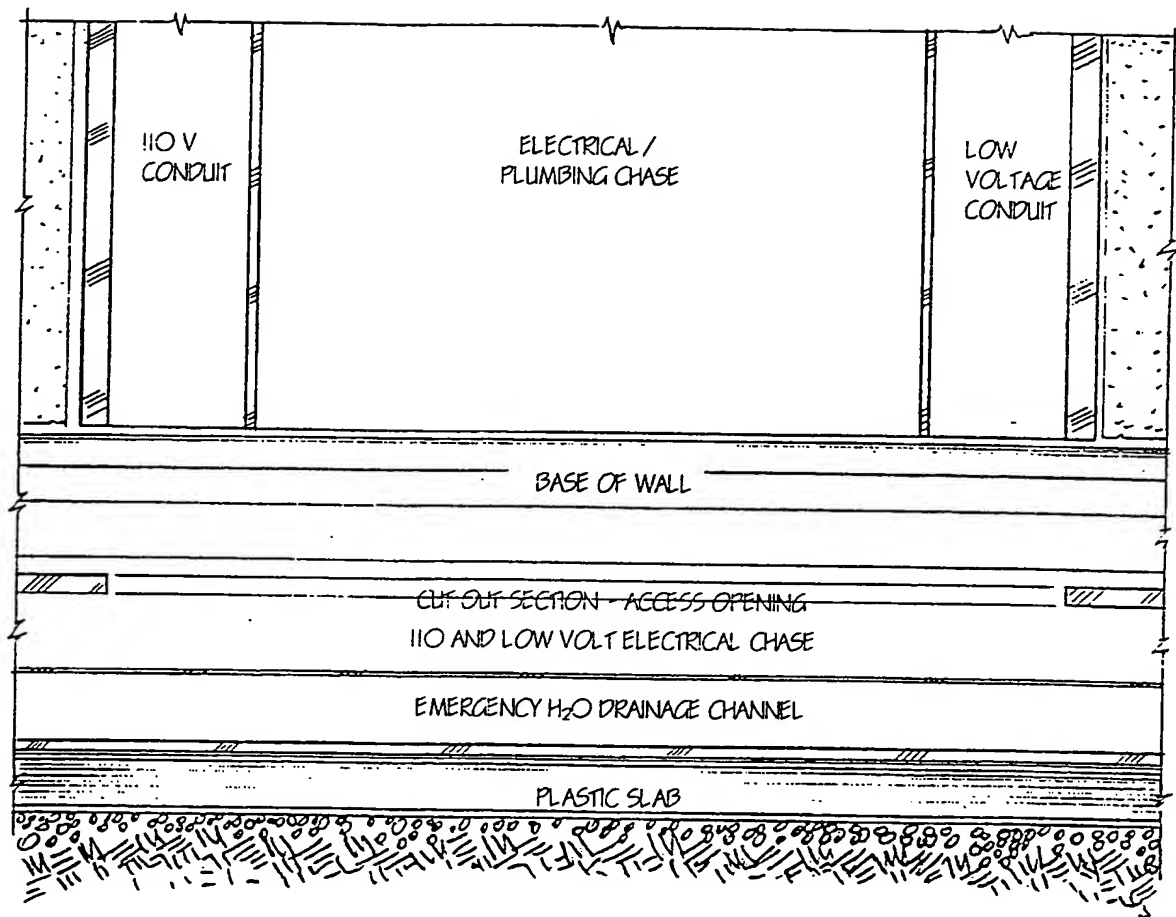 110 V
CONDUIT
ELECTRICAL /
PLUMBING CHASE
LOW
VOLTAGE
CONDUIT
BASE OF WALL
CUT OUT SECTION - ACCESS OPENING
110 AND LOW VOLT ELECTRICAL CHASE
EMERGENCY H₂O DRAINAGE CHANNEL
PLASTIC SLAB